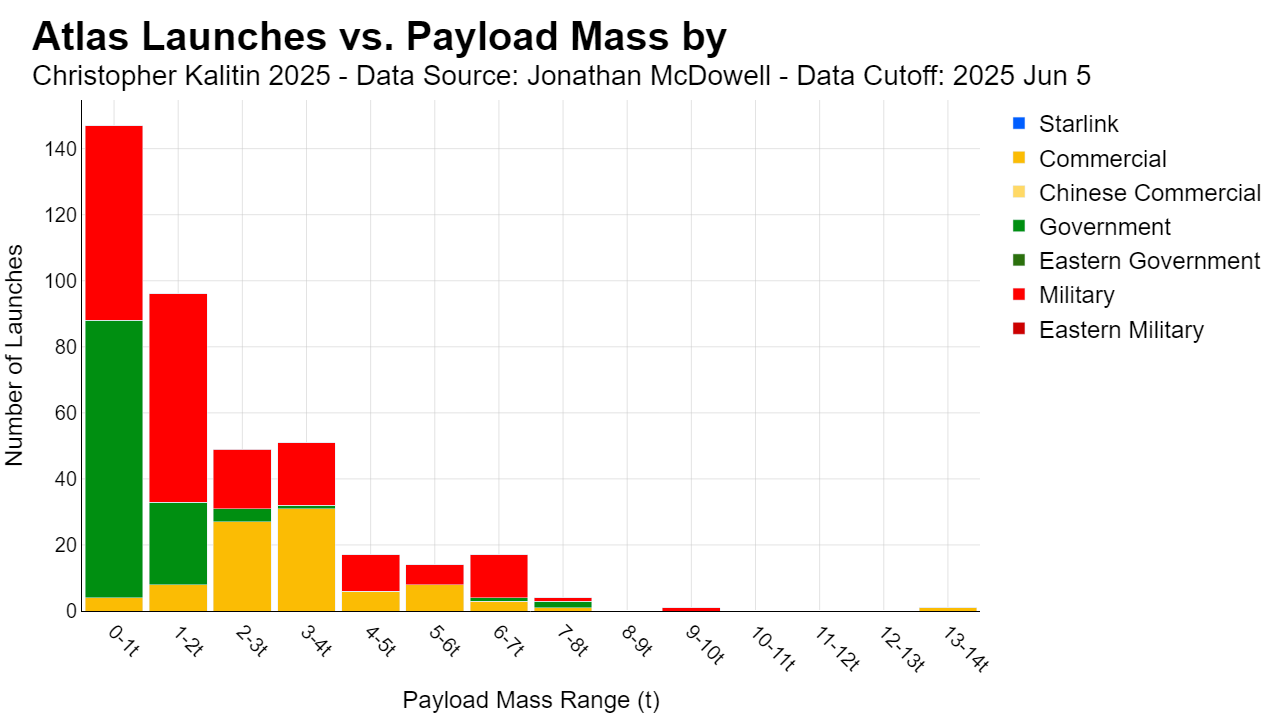 Atlas Launches vs. Payload Mass by
Christopher Kalitin 2025 - Data Source: Jonathan McDowell - Data Cutoff: 2025 Jun 5
Starlink
Commercial
Chinese Commercial
Government
Eastern Government
Military
Eastern Military
Number of Launches
140
120
100
80
60
40
20
0
0-1t
1-2t
2-3t
3-4t
4-5t
5-6t
6-7t
7-8t
8-9t
9-10t
10-11t
11-12t
12-13t
13-14t
Payload Mass Range (t)